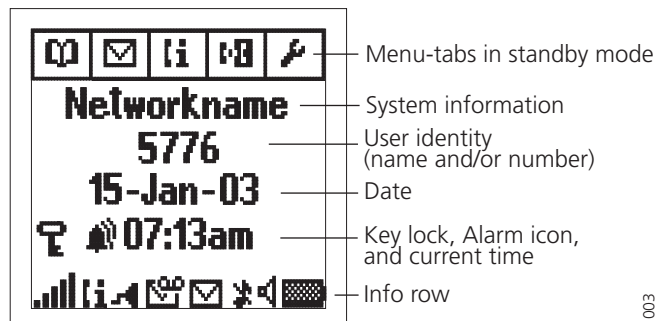 Menu-tabs in standby mode
Networkname
System information
5776
User identity
(name and/or number)
15-Jan-03
Date
07:13am
Key lock, Alarm icon,
and current time
Info row
003